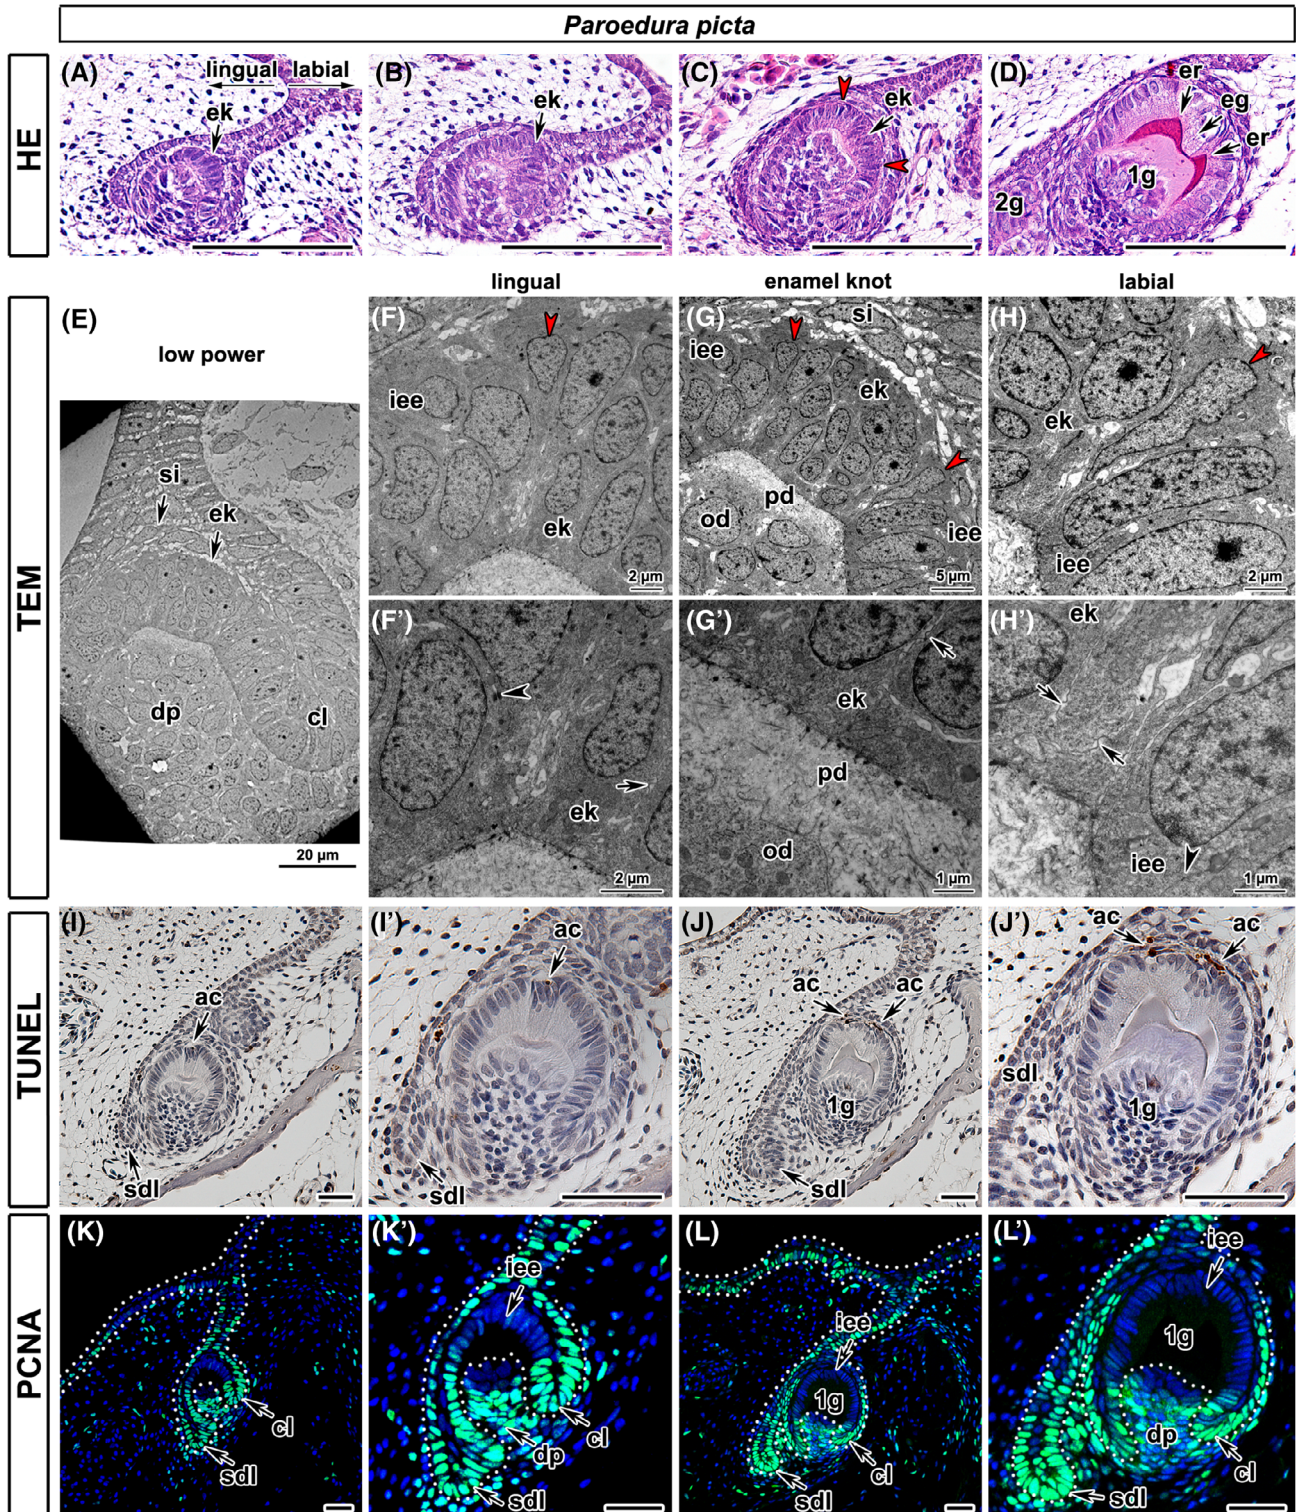 Paroedura picta
HE
(A)
lingual
labial
ek
(B)
ek
(C)
ek
(D)
er
eg
er
1g
2g
TEM
lingual
enamel knot
labial
(E)
low power
si
ek
dp
cl
20 µm
(F)
iee
ek
2 µm
(G)
si
iee
ek
pd
od
iee
5 µm
(H)
ek
iee
2 µm
(F')
ek
2 µm
(G')
ek
pd
od
1 µm
(H')
ek
iee
1 µm
TUNEL
(I)
ac
sdl
(I')
ac
sdl
(J)
ac
ac
1g
sdl
(J')
ac
ac
sdl
1g
PCNA
(K)
cl
sdl
(K')
iee
cl
dp
sdl
(L)
iee
1g
cl
sdl
(L')
iee
1g
dp
cl
sdl